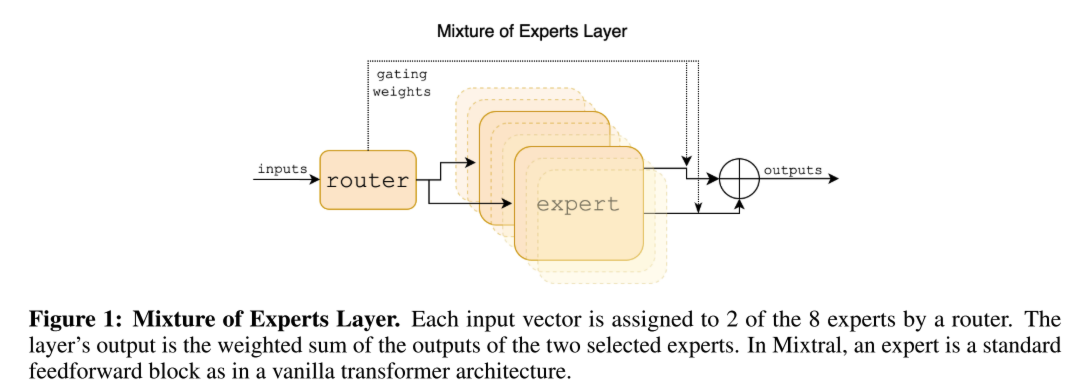 Mixture of Experts Layer
gating
weights
inputs
router
expert
outputs
Figure 1: Mixture of Experts Layer. Each input vector is assigned to 2 of the 8 experts by a router. The
layer's output is the weighted sum of the outputs of the two selected experts. In Mixtral, an expert is a standard
feedforward block as in a vanilla transformer architecture.